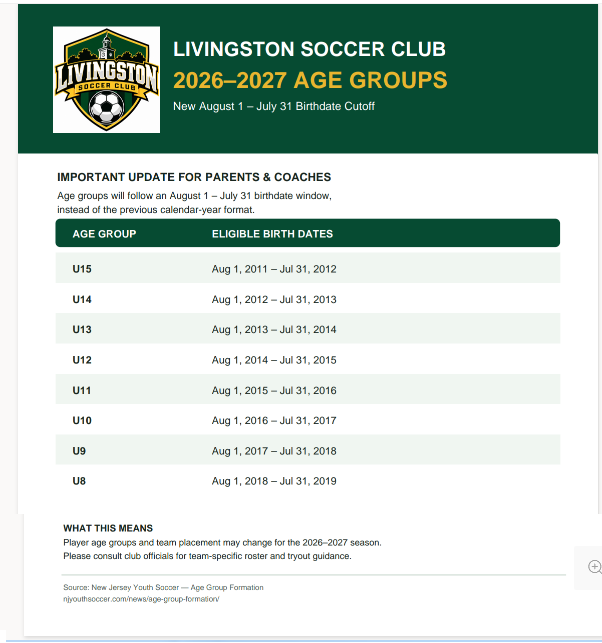 LIVINGSTON
SOCCER CLUB
LIVINGSTON SOCCER CLUB
2026–2027 AGE GROUPS
New August 1 – July 31 Birthdate Cutoff
IMPORTANT UPDATE FOR PARENTS & COACHES
Age groups will follow an August 1 – July 31 birthdate window,
instead of the previous calendar-year format.
AGE GROUP ELIGIBLE BIRTH DATES
U15 Aug 1, 2011 – Jul 31, 2012
U14 Aug 1, 2012 – Jul 31, 2013
U13 Aug 1, 2013 – Jul 31, 2014
U12 Aug 1, 2014 – Jul 31, 2015
U11 Aug 1, 2015 – Jul 31, 2016
U10 Aug 1, 2016 – Jul 31, 2017
U9 Aug 1, 2017 – Jul 31, 2018
U8 Aug 1, 2018 – Jul 31, 2019
WHAT THIS MEANS
Player age groups and team placement may change for the 2026–2027 season.
Please consult club officials for team-specific roster and tryout guidance.
Source: New Jersey Youth Soccer — Age Group Formation
njyouthsoccer.com/news/age-group-formation/